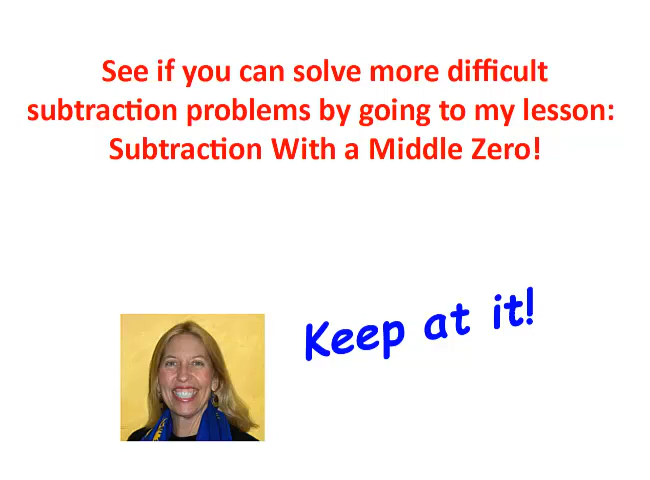 See if you can solve more difficult
subtraction problems by going to my lesson:
Subtraction With a Middle Zero!
Keep at it!